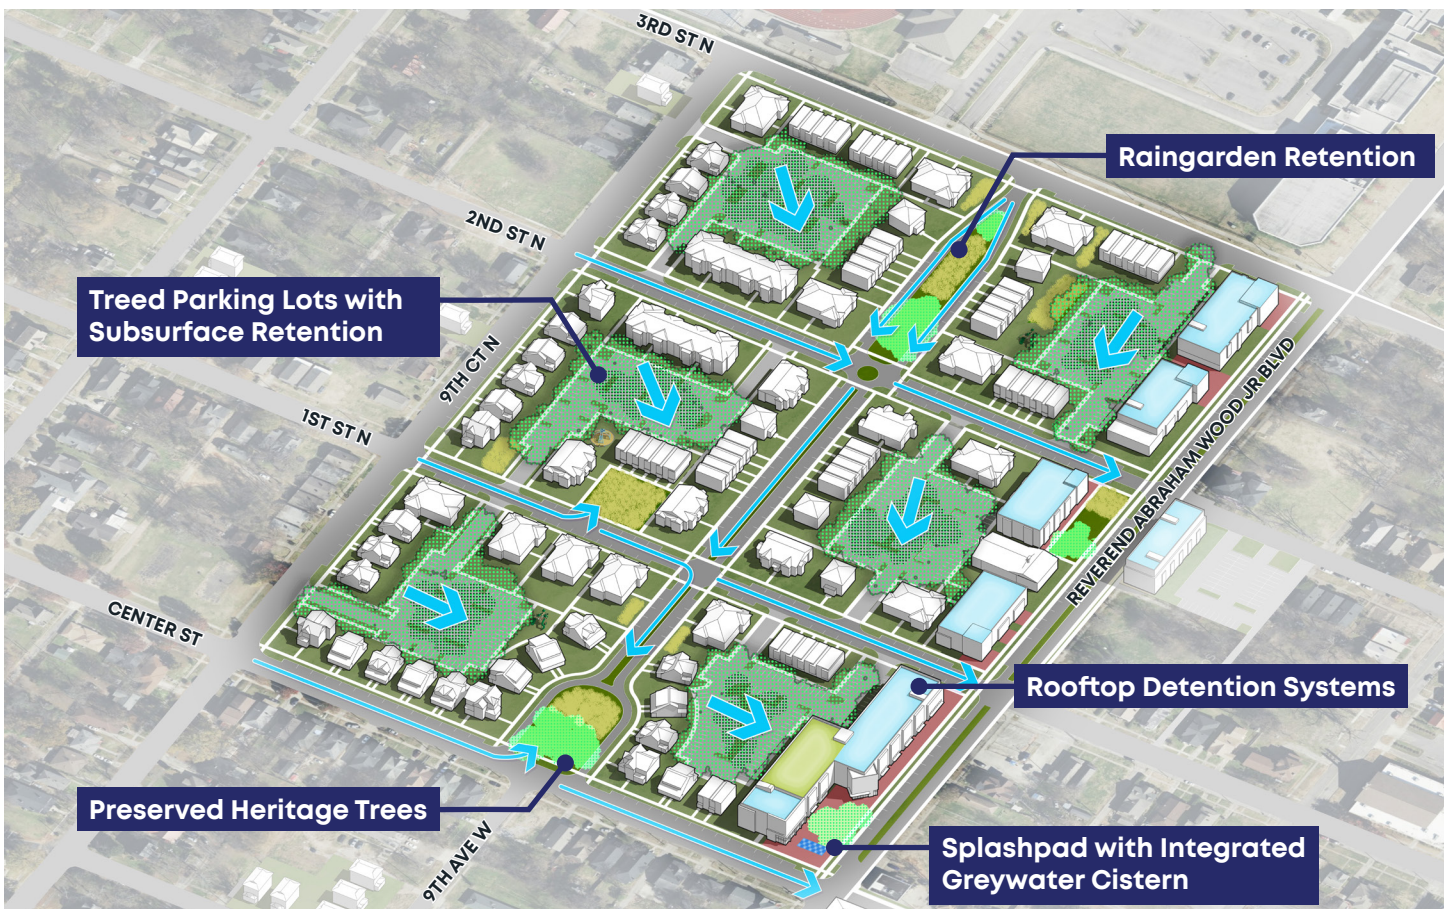 3RD ST N
Raingarden Retention
2ND ST N
Treed Parking Lots with
Subsurface Retention
9TH CT N
1ST ST N
REVEREND ABRAHAM WOOD JR BLVD
CENTER ST
Rooftop Detention Systems
Preserved Heritage Trees
9TH AVE W
Splashpad with Integrated
Greywater Cistern